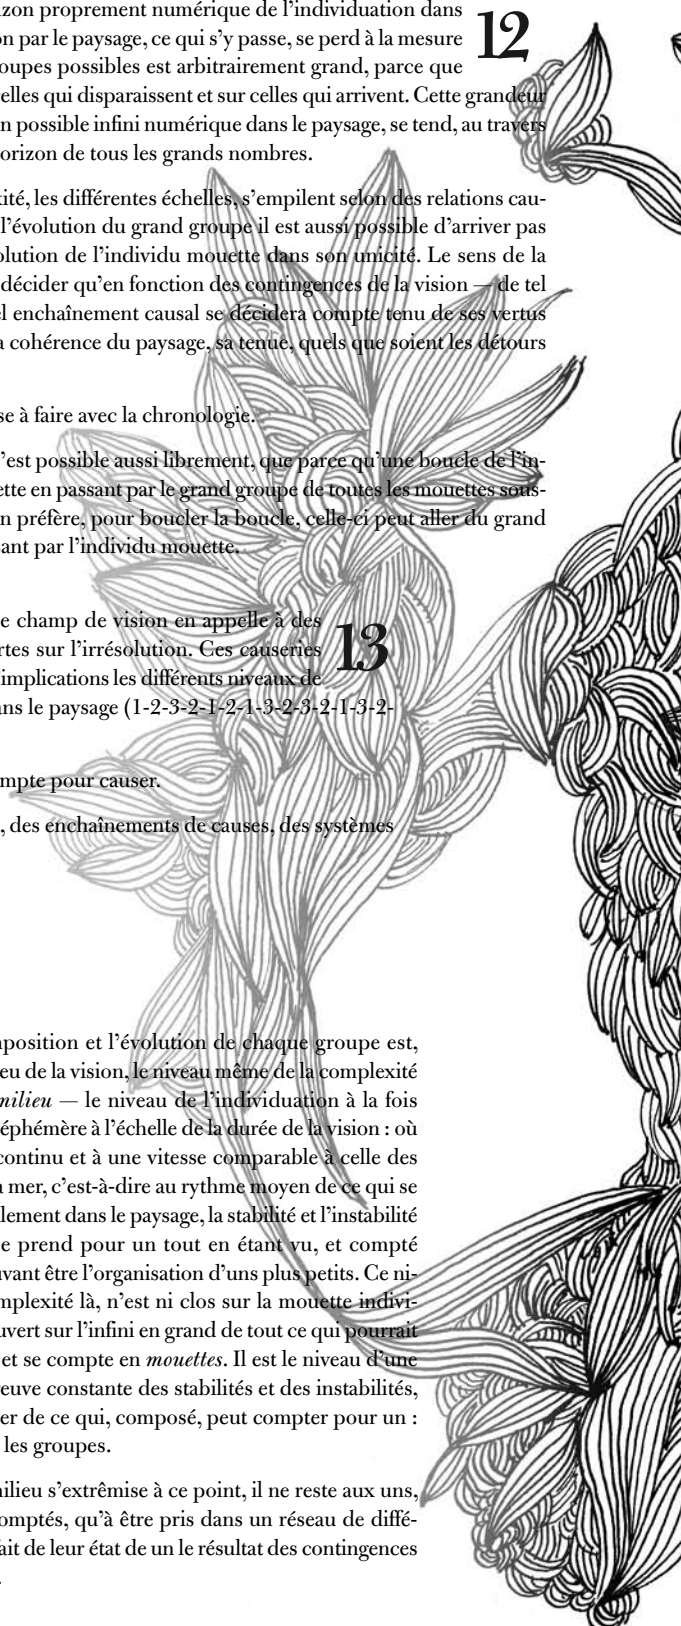 izon proprement numérique de l'individuation dans
on par le paysage, ce qui s'y passe, se perd à la mesure
oupes possibles est arbitrairement grand, parce que
elles qui disparaissent et sur celles qui arrivent. Cette grandeur
n possible infini numérique dans le paysage, se tend, au travers
orizon de tous les grands nombres.
12
xité, les différentes échelles, s'empilent selon des relations cau-
l'évolution du grand groupe il est aussi possible d'arriver pas
olution de l'individu mouette dans son unicité. Le sens de la
décider qu'en fonction des contingences de la vision — de tel
el enchaînement causal se décidera compte tenu de ses vertus
a cohérence du paysage, sa tenue, quels que soient les détours
se à faire avec la chronologie.
'est possible aussi librement, que parce qu'une boucle de l'in-
ette en passant par le grand groupe de toutes les mouettes sous-
n préfère, pour boucler la boucle, celle-ci peut aller du grand
sant par l'individu mouette.
e champ de vision en appelle à des
rtes sur l'irrésolution. Ces causeries
'implications les différents niveaux de
ans le paysage (1-2-3-2-1-2-1-3-2-3-2-1-3-2-
13
mpte pour causer.
, des enchaînements de causes, des systèmes
mposition et l'évolution de chaque groupe est,
eu de la vision, le niveau même de la complexité
milieu — le niveau de l'individuation à la fois
éphémère à l'échelle de la durée de la vision : où
continu et à une vitesse comparable à celle des
a mer, c'est-à-dire au rythme moyen de ce qui se
lement dans le paysage, la stabilité et l'instabilité
e prend pour un tout en étant vu, et compté
uvant être l'organisation d'uns plus petits. Ce ni-
mplexité là, n'est ni clos sur la mouette indivi-
uvert sur l'infini en grand de tout ce qui pourrait
et se compte en mouettes. Il est le niveau d'une
reuve constante des stabilités et des instabilités,
er de ce qui, composé, peut compter pour un :
les groupes.
milieu s'extrêmise à ce point, il ne reste aux uns,
omptés, qu'à être pris dans un réseau de diffé-
ait de leur état de un le résultat des contingences
.